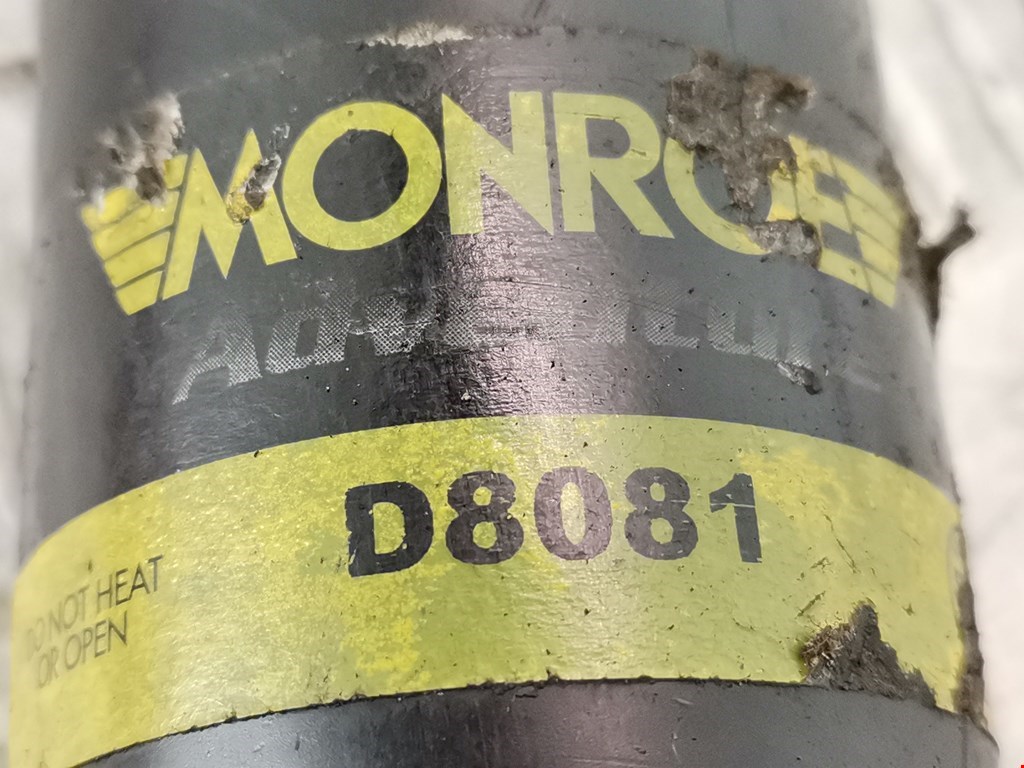 MONROE
D8081
DO NOT HEAT
OR OPEN